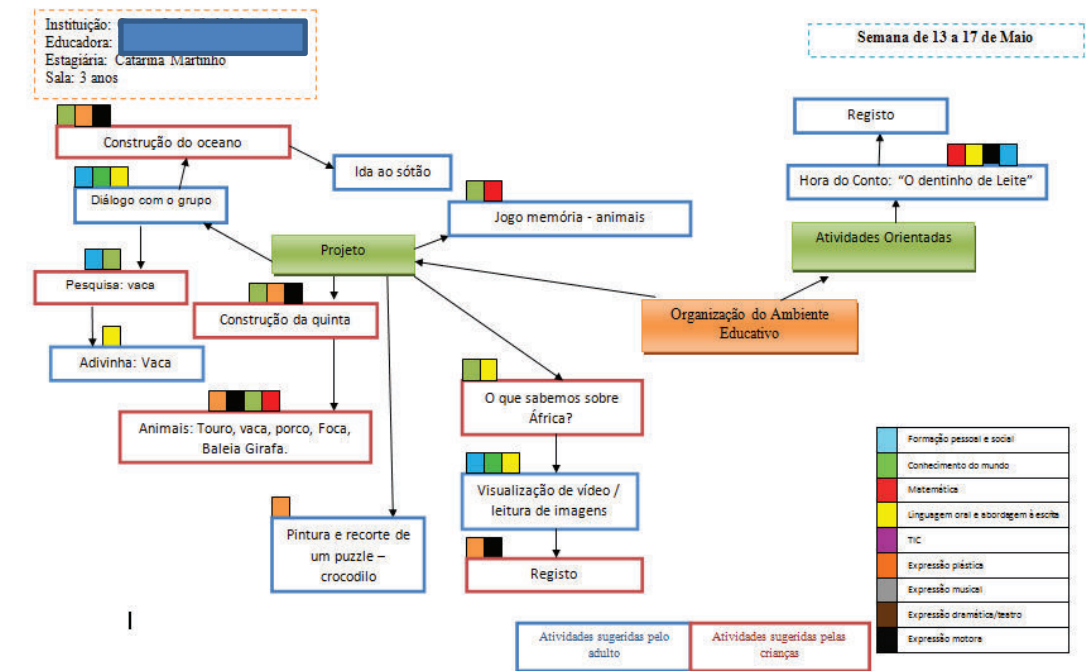 Instituição:
Educadora:
Estagiária: Catarina Martinho
Sala: 3 anos
Semana de 13 a 17 de Maio
Construção do oceano
Ida ao sótão
Registo
Diálogo com o grupo
Hora do Conto: “O dentinho de Leite”
Jogo memória - animais
Projeto
Atividades Orientadas
Pesquisa: vaca
Construção da quinta
Organização do Ambiente
Educativo
Adivinha: Vaca
O que sabemos sobre
África?
Animais: Touro, vaca, porco, Foca,
Baleia Girafa.
Visualização de vídeo /
leitura de imagens
Pintura e recorte de
um puzzle –
crocodilo
Registo
Formação pessoal e social
Conhecimento do mundo
Matemática
Linguagem oral e abordagem à escrita
TIC
Expressão plástica
Expressão musical
Expressão dramática/teatro
Expressão motora
Atividades sugeridas pelo
adulto
Atividades sugeridas pelas
crianças